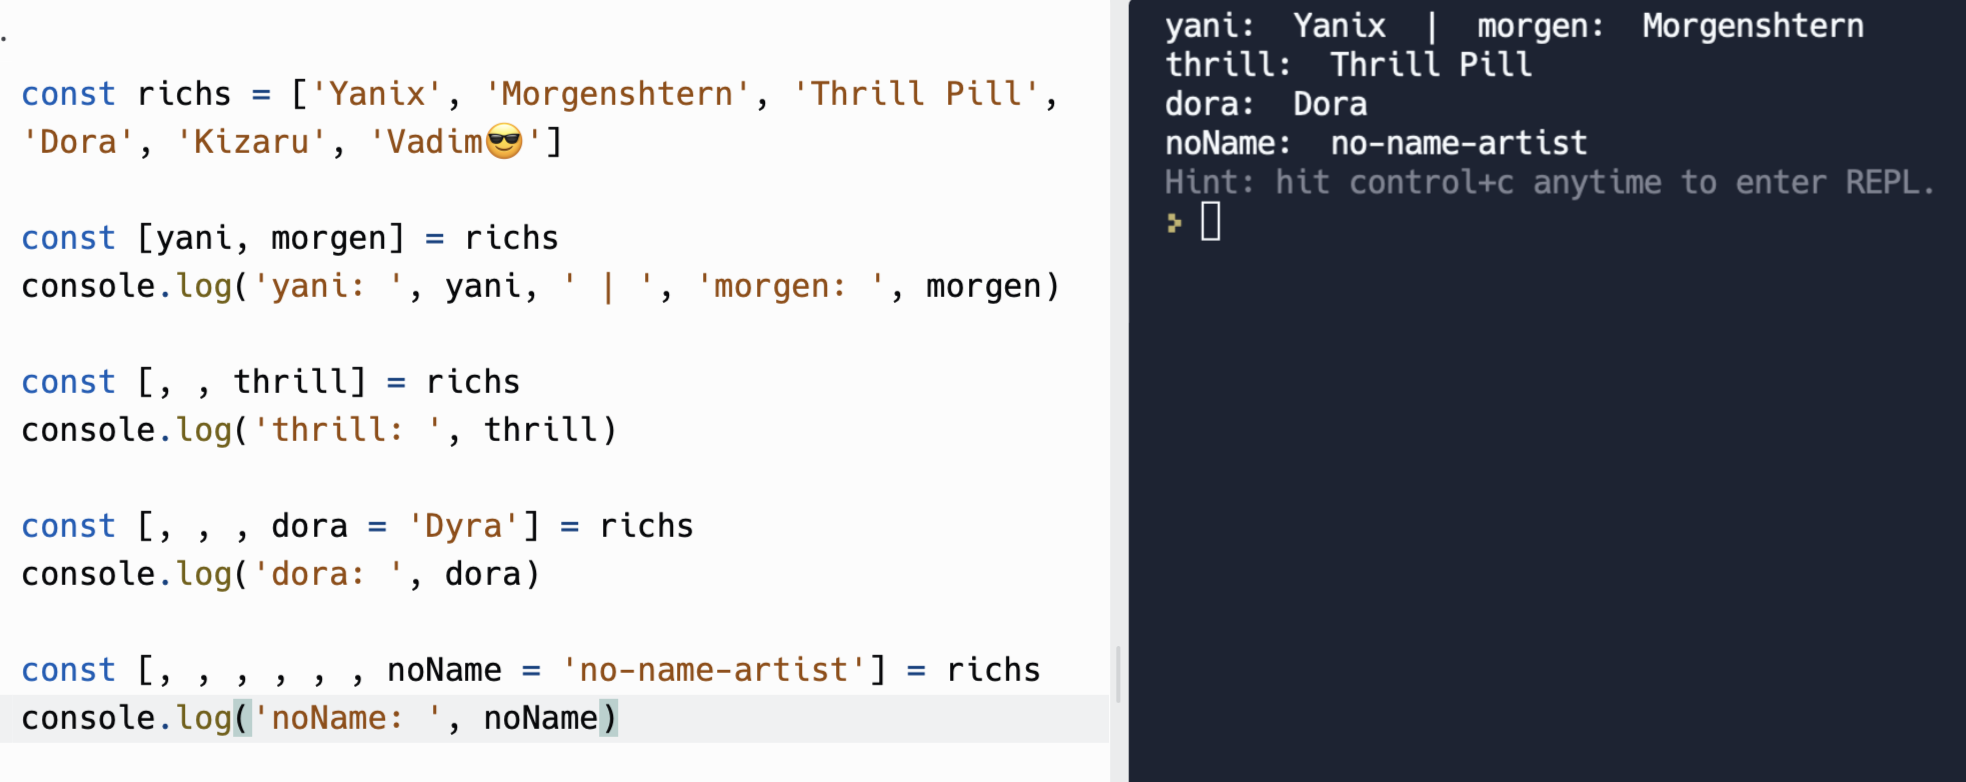 const richs = ['Yanix', 'Morgenshtern', 'Thrill Pill',
'Dora', 'Kizaru', 'Vadim😎']
const [yani, morgen] = richs
console.log('yani: ', yani, ' | ', 'morgen: ', morgen)
const [, , thrill] = richs
console.log('thrill: ', thrill)
const [, , , dora = 'Dyra'] = richs
console.log('dora: ', dora)
const [, , , , , , noName = 'no-name-artist'] = richs
console.log('noName: ', noName)
yani:  Yanix  |  morgen:  Morgenshtern
thrill:  Thrill Pill
dora:  Dora
noName:  no-name-artist
Hint: hit control+c anytime to enter REPL.